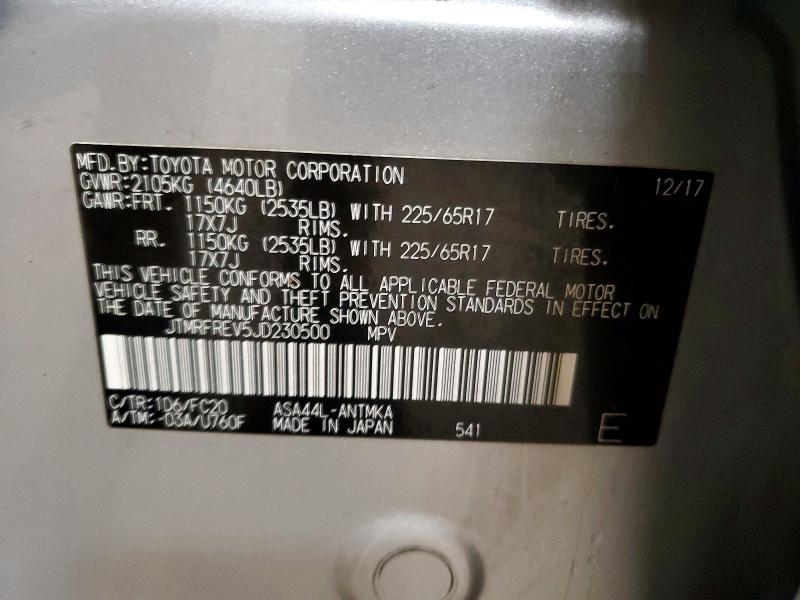 MFD. BY: TOYOTA MOTOR CORPORATION 12/17
GVWR: 2105KG (4640LB)
GAWR: FRT. 1150KG (2535LB) WITH 225/65R17 TIRES.
17X7J RIMS.
RR. 1150KG (2535LB) WITH 225/65R17 TIRES.
17X7J RIMS.
THIS VEHICLE CONFORMS TO ALL APPLICABLE FEDERAL MOTOR
VEHICLE SAFETY AND THEFT PREVENTION STANDARDS IN EFFECT ON
THE DATE OF MANUFACTURE SHOWN ABOVE.
JTMRFREV5JD230500 MPV
C/TR: 1D6/FC20 ASA44L-ANTMKA
A/TM: -03A/U760F MADE IN JAPAN 541 E